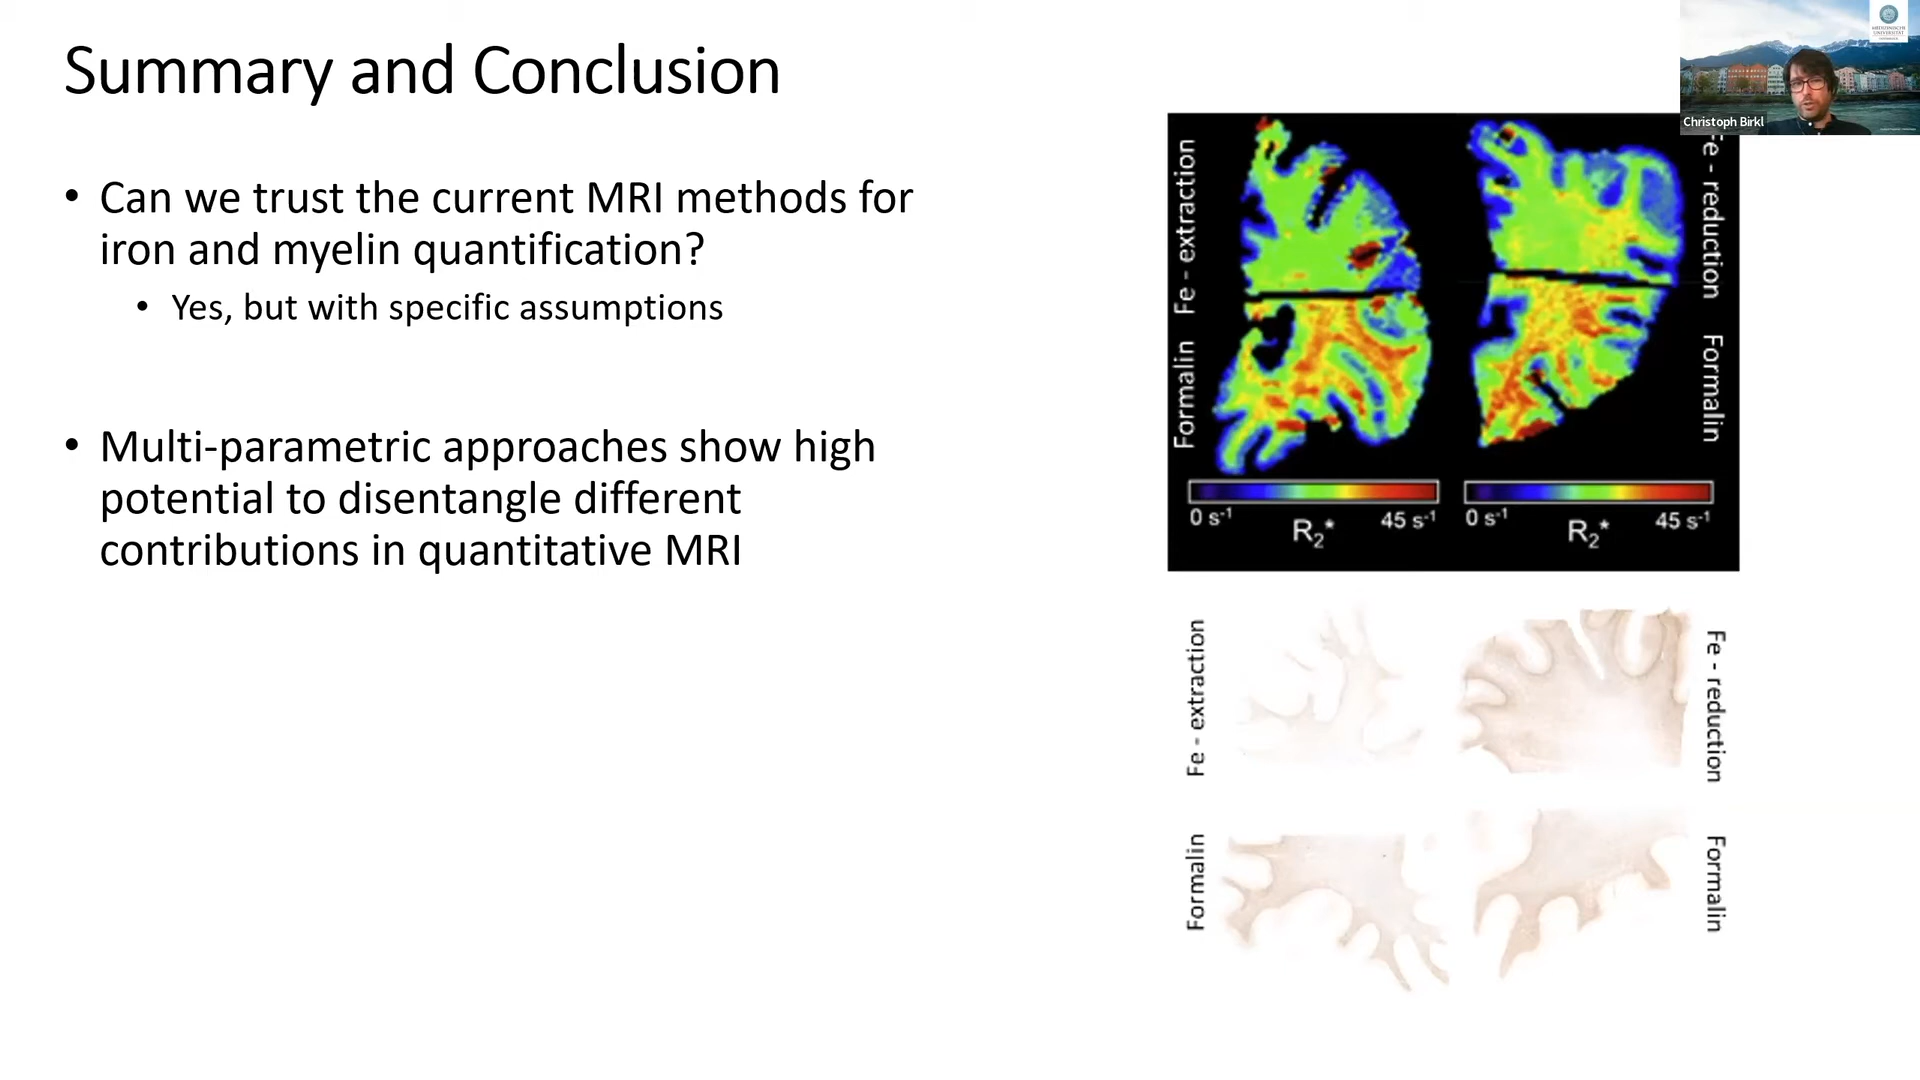 Summary and Conclusion
• Can we trust the current MRI methods for
iron and myelin quantification?
• Yes, but with specific assumptions
• Multi-parametric approaches show high
potential to disentangle different
contributions in quantitative MRI
Fe - extraction
Formalin
Fe - reduction
Formalin
0 s⁻¹
R₂*
45 s⁻¹
0 s⁻¹
R₂*
45 s⁻¹
Fe - extraction
Formalin
Fe - reduction
Formalin
MEDIZINISCHE
UNIVERSITÄT
Christoph Birkl